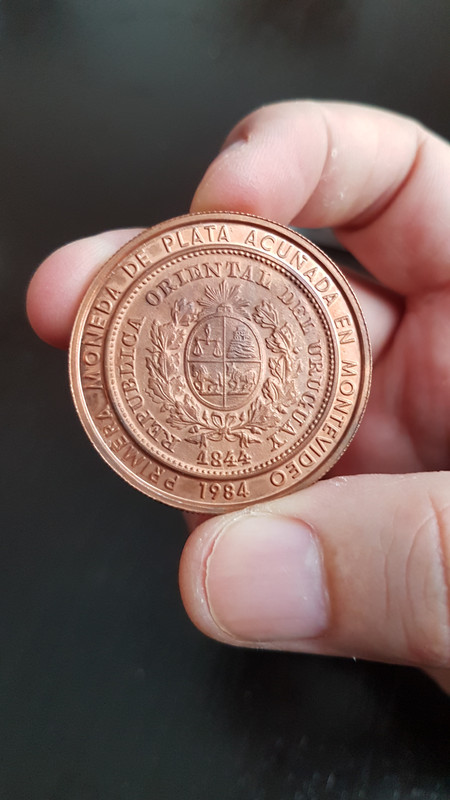 PRIMERA MONEDA DE PLATA ACUÑADA EN MONTEVIDEO
1984
REPUBLICA ORIENTAL DEL URUGUAY
1844